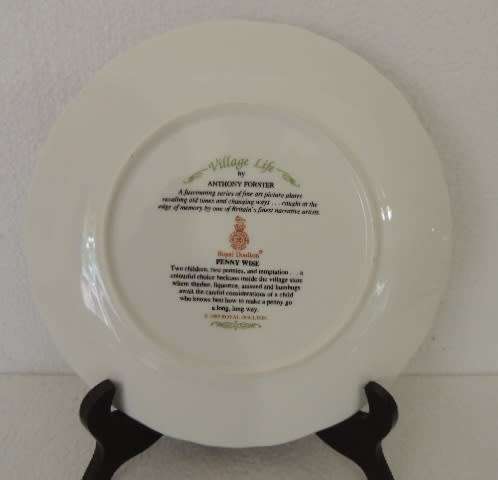 Village Life
by
ANTHONY FORSTER
A fascinating series of fine art picture plates
recalling old times and changing ways . . . caught at the
edge of memory by one of Britain's finest narrative artists
Royal Doulton®
PENNY WISE
Two children, two pennies, and temptation . . . a
colourful choice beckons inside the village store
where sherbet, liquorice, aniseed and humbugs
await the careful considerations of a child
who knows best how to make a penny go
a long, long way.
© ROYAL DOULTON